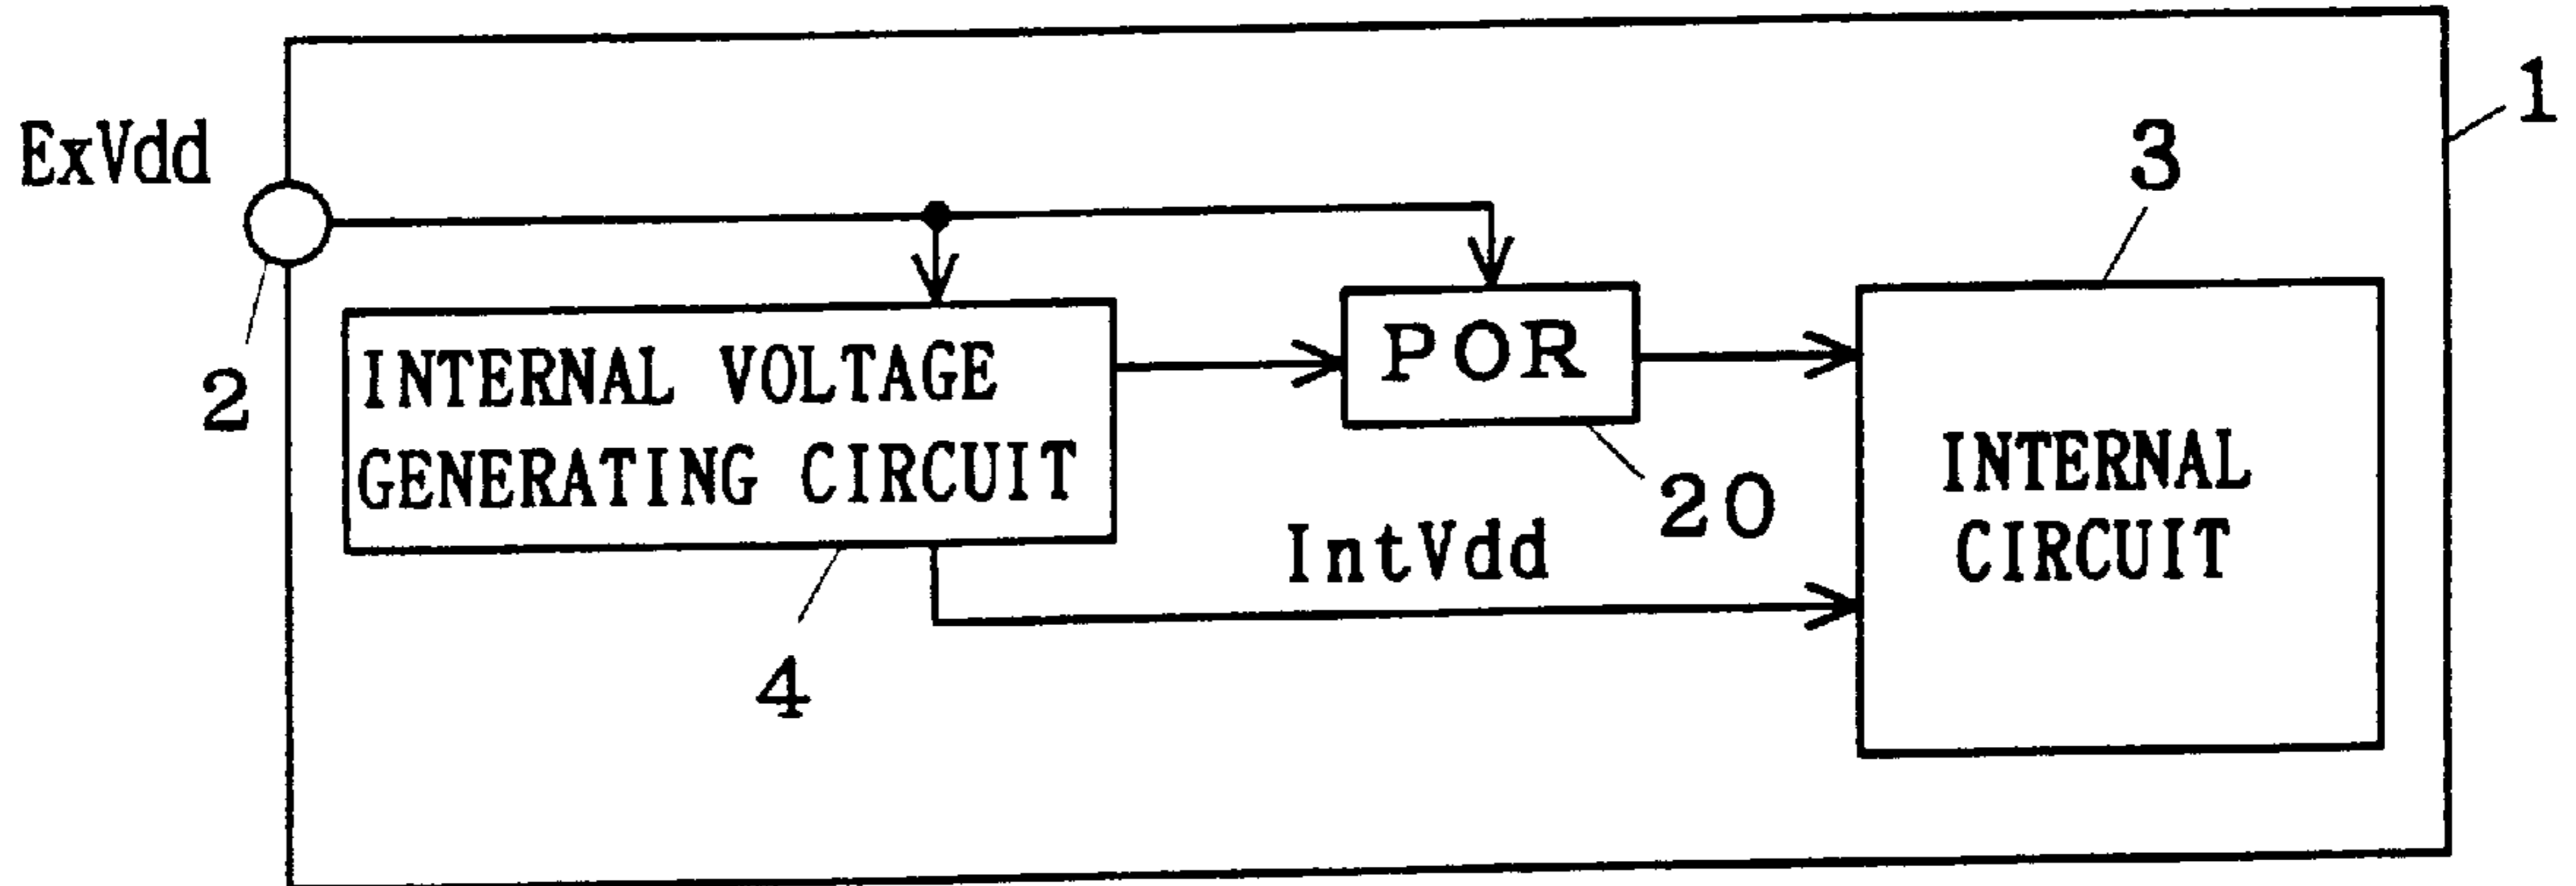 1
ExVdd
3
2
INTERNAL VOLTAGE
GENERATING CIRCUIT
POR
20
INTERNAL
CIRCUIT
IntVdd
4